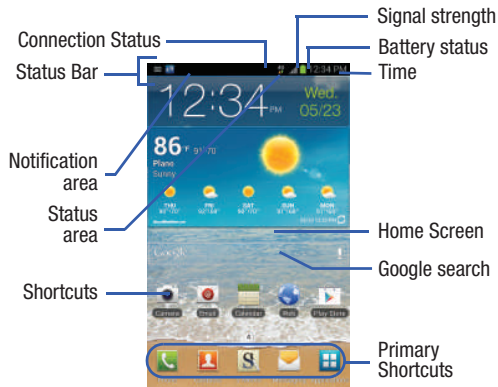 Signal strength
Connection Status
Battery status
Status Bar
12:34 PM
Time
12:34 PM
Wed.
05/23
86°F 91°/70
Plano
Sunny
Notification
area
THU FRI SAT SUN MON
Status
area
Home Screen
Google
Google search
Shortcuts
Camera Email Calendar Web Play Store
Primary
Shortcuts